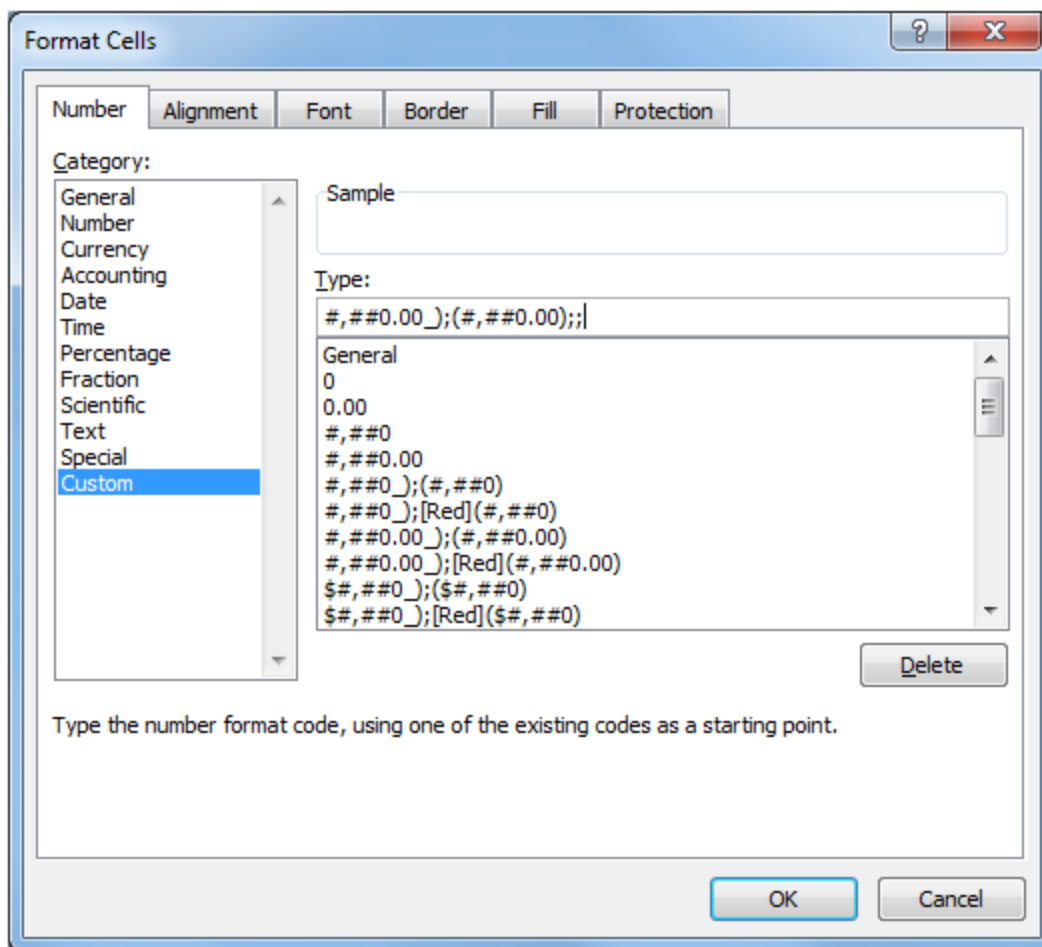 Format Cells
Number Alignment Font Border Fill Protection
Category:
General
Number
Currency
Accounting
Date
Time
Percentage
Fraction
Scientific
Text
Special
Custom
Sample
Type:
#,##0.00_);(#,##0.00);;
General
0
0.00
#,##0
#,##0.00
#,##0_);(#,##0)
#,##0_);[Red](#,##0)
#,##0.00_);(#,##0.00)
#,##0.00_);[Red](#,##0.00)
$#,##0_);($#,##0)
$#,##0_);[Red]($#,##0)
Delete
Type the number format code, using one of the existing codes as a starting point.
OK Cancel